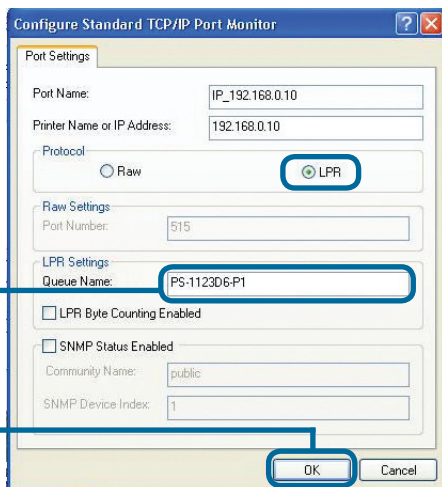 Configure Standard TCP/IP Port Monitor
Port Settings
Port Name: IP_192.168.0.10
Printer Name or IP Address: 192.168.0.10
Protocol
Raw LPR
Raw Settings
Port Number: 515
LPR Settings
Queue Name: PS-1123D6-P1
LPR Byte Counting Enabled
SNMP Status Enabled
Community Name: public
SNMP Device Index: 1
OK Cancel